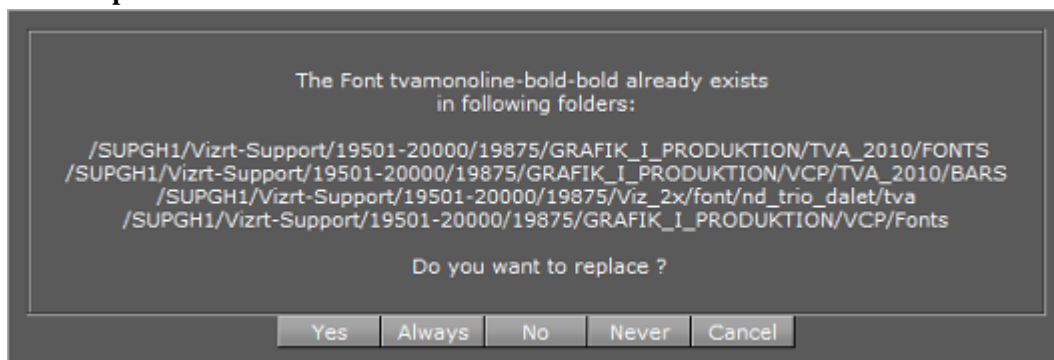 The Font tvamonoline-bold-bold already exists
in following folders:
/SUPGH1/Vizrt-Support/19501-20000/19875/GRAFIK_I_PRODUKTION/TVA_2010/FONTS
/SUPGH1/Vizrt-Support/19501-20000/19875/GRAFIK_I_PRODUKTION/VCP/TVA_2010/BARS
/SUPGH1/Vizrt-Support/19501-20000/19875/Viz_2x/font/nd_trio_dalet/tva
/SUPGH1/Vizrt-Support/19501-20000/19875/GRAFIK_I_PRODUKTION/VCP/Fonts
Do you want to replace ?
Yes Always No Never Cancel